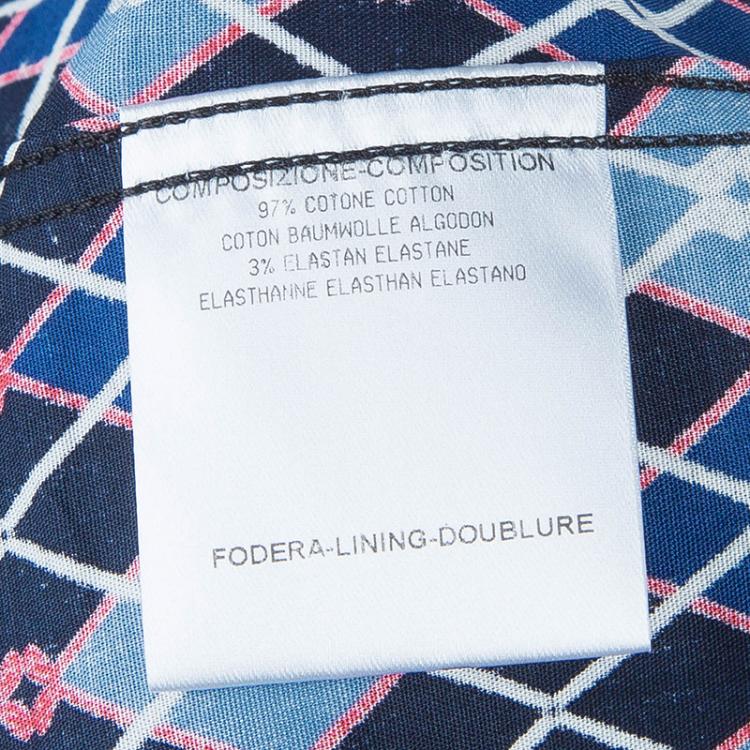 COMPOSIZIONE-COMPOSITION
97% COTONE COTTON
COTON BAUMWOLLE ALGODON
3% ELASTAN ELASTANE
ELASTHANNE ELASTHAN ELASTANO
FODERA-LINING-DOUBLURE